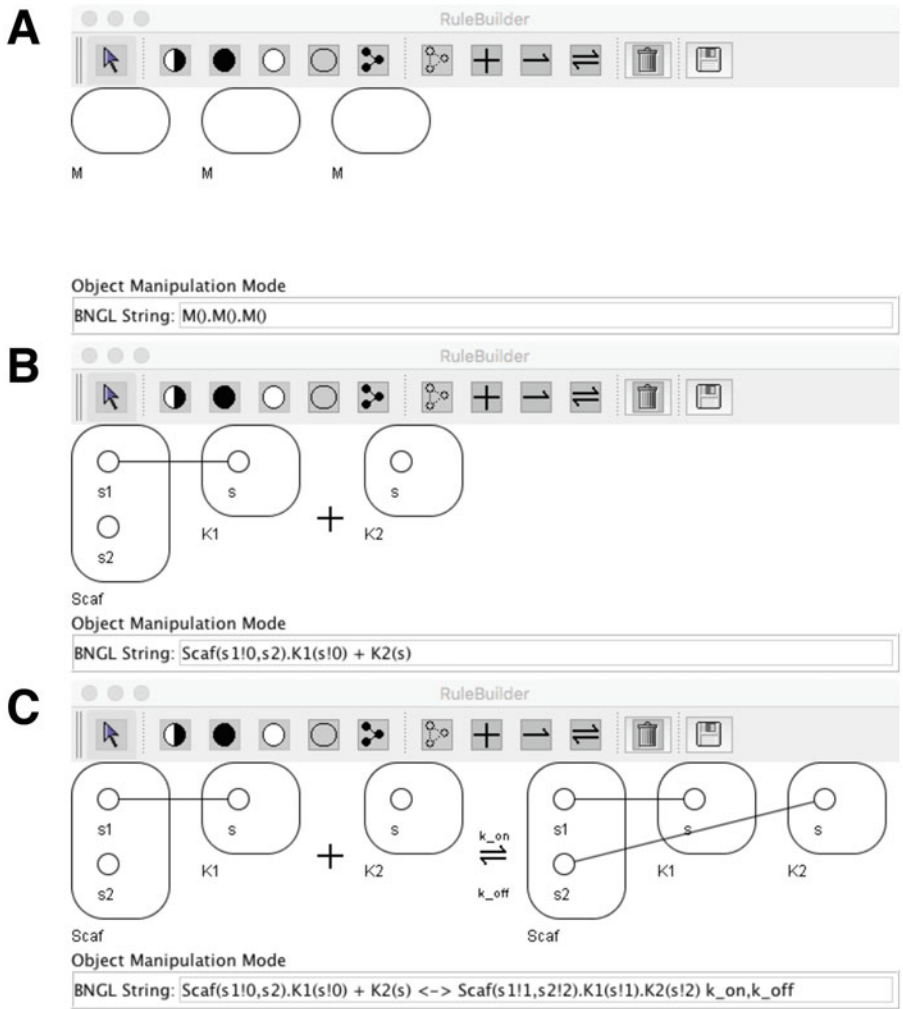 A
RuleBuilder
M M M
Object Manipulation Mode
BNGL String: M().M().M()
B
RuleBuilder
s1 s s
s2
K1 K2
Scaf
Object Manipulation Mode
BNGL String: Scaf(s1!0,s2).K1(s!0) + K2(s)
C
RuleBuilder
s1 s s k_on s1 s s
s2 K1 K2 k_off s2 K1 K2
Scaf Scaf
Object Manipulation Mode
BNGL String: Scaf(s1!0,s2).K1(s!0) + K2(s) <-> Scaf(s1!1,s2!2).K1(s!1).K2(s!2) k_on,k_off